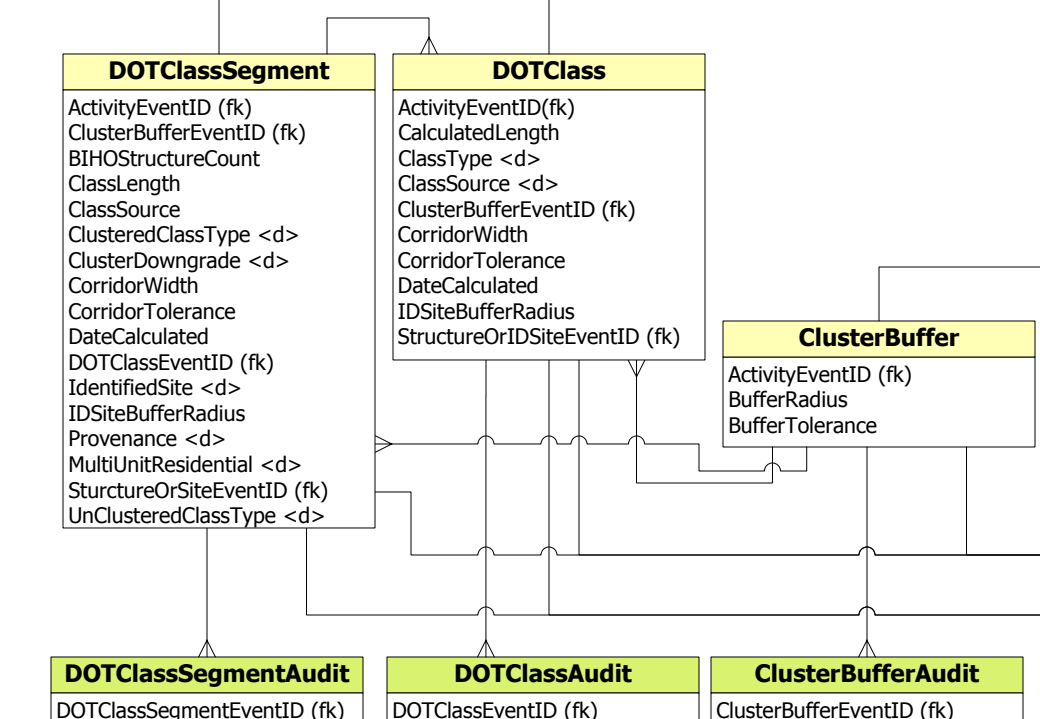 DOTClassSegment
ActivityEventID (fk)
ClusterBufferEventID (fk)
BIHOStructureCount
ClassLength
ClassSource
ClusteredClassType <d>
ClusterDowngrade <d>
CorridorWidth
CorridorTolerance
DateCalculated
DOTClassEventID (fk)
IdentifiedSite <d>
IDSiteBufferRadius
Provenance <d>
MultiUnitResidential <d>
SturctureOrSiteEventID (fk)
UnClusteredClassType <d>
DOTClass
ActivityEventID(fk)
CalculatedLength
ClassType <d>
ClassSource <d>
ClusterBufferEventID (fk)
CorridorWidth
CorridorTolerance
DateCalculated
IDSiteBufferRadius
StructureOrIDSiteEventID (fk)
ClusterBuffer
ActivityEventID (fk)
BufferRadius
BufferTolerance
DOTClassSegmentAudit
DOTClassSegmentEventID (fk)
DOTClassAudit
DOTClassEventID (fk)
ClusterBufferAudit
ClusterBufferEventID (fk)